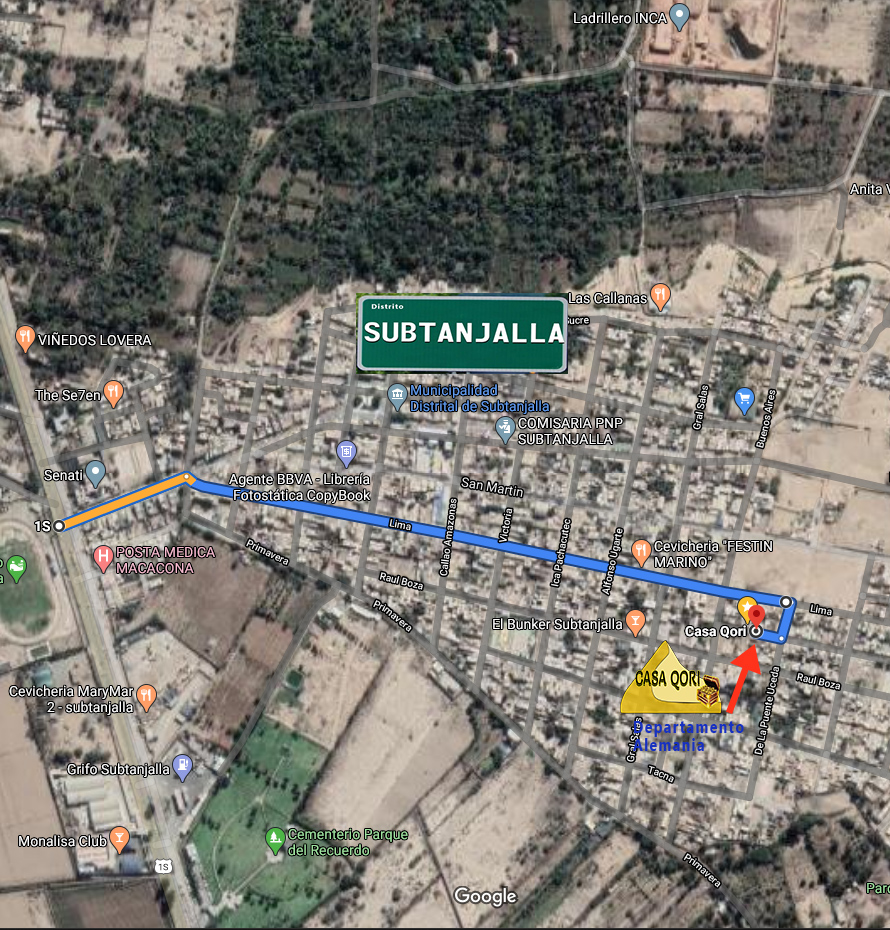 Ladrillero INCA
Anita V
Distrito
SUBTANJALLA
Las Callanas
Sucre
VIÑEDOS LOVERA
The Se7en
Municipalidad
Distrital de Subtanjalla
COMISARIA PNP
SUBTANJALLA
Gral Salas
Buenos Aires
Senati
Agente BBVA - Librería
Fotostática CopyBook
San Martin
1S
Lima
Callao Amazonas
Victoria
Ica Pachacutec
Alfonso Ugarte
POSTA MEDICA
MACACONA
Primavera
Cevicheria "FESTIN
MARINO"
Raul Boza
Primavera
Lima
El Bunker Subtanjalla
Casa Qori
CASA QORI
Raul Boza
De La Puente Uceda
Cevicheria MaryMar
2 - subtanjalla
Departamento
Alemania
Gral Salas
Tacna
Grifo Subtanjalla
Monalisa Club
Cementerio Parque
del Recuerdo
1S
Primavera
Google
Parq